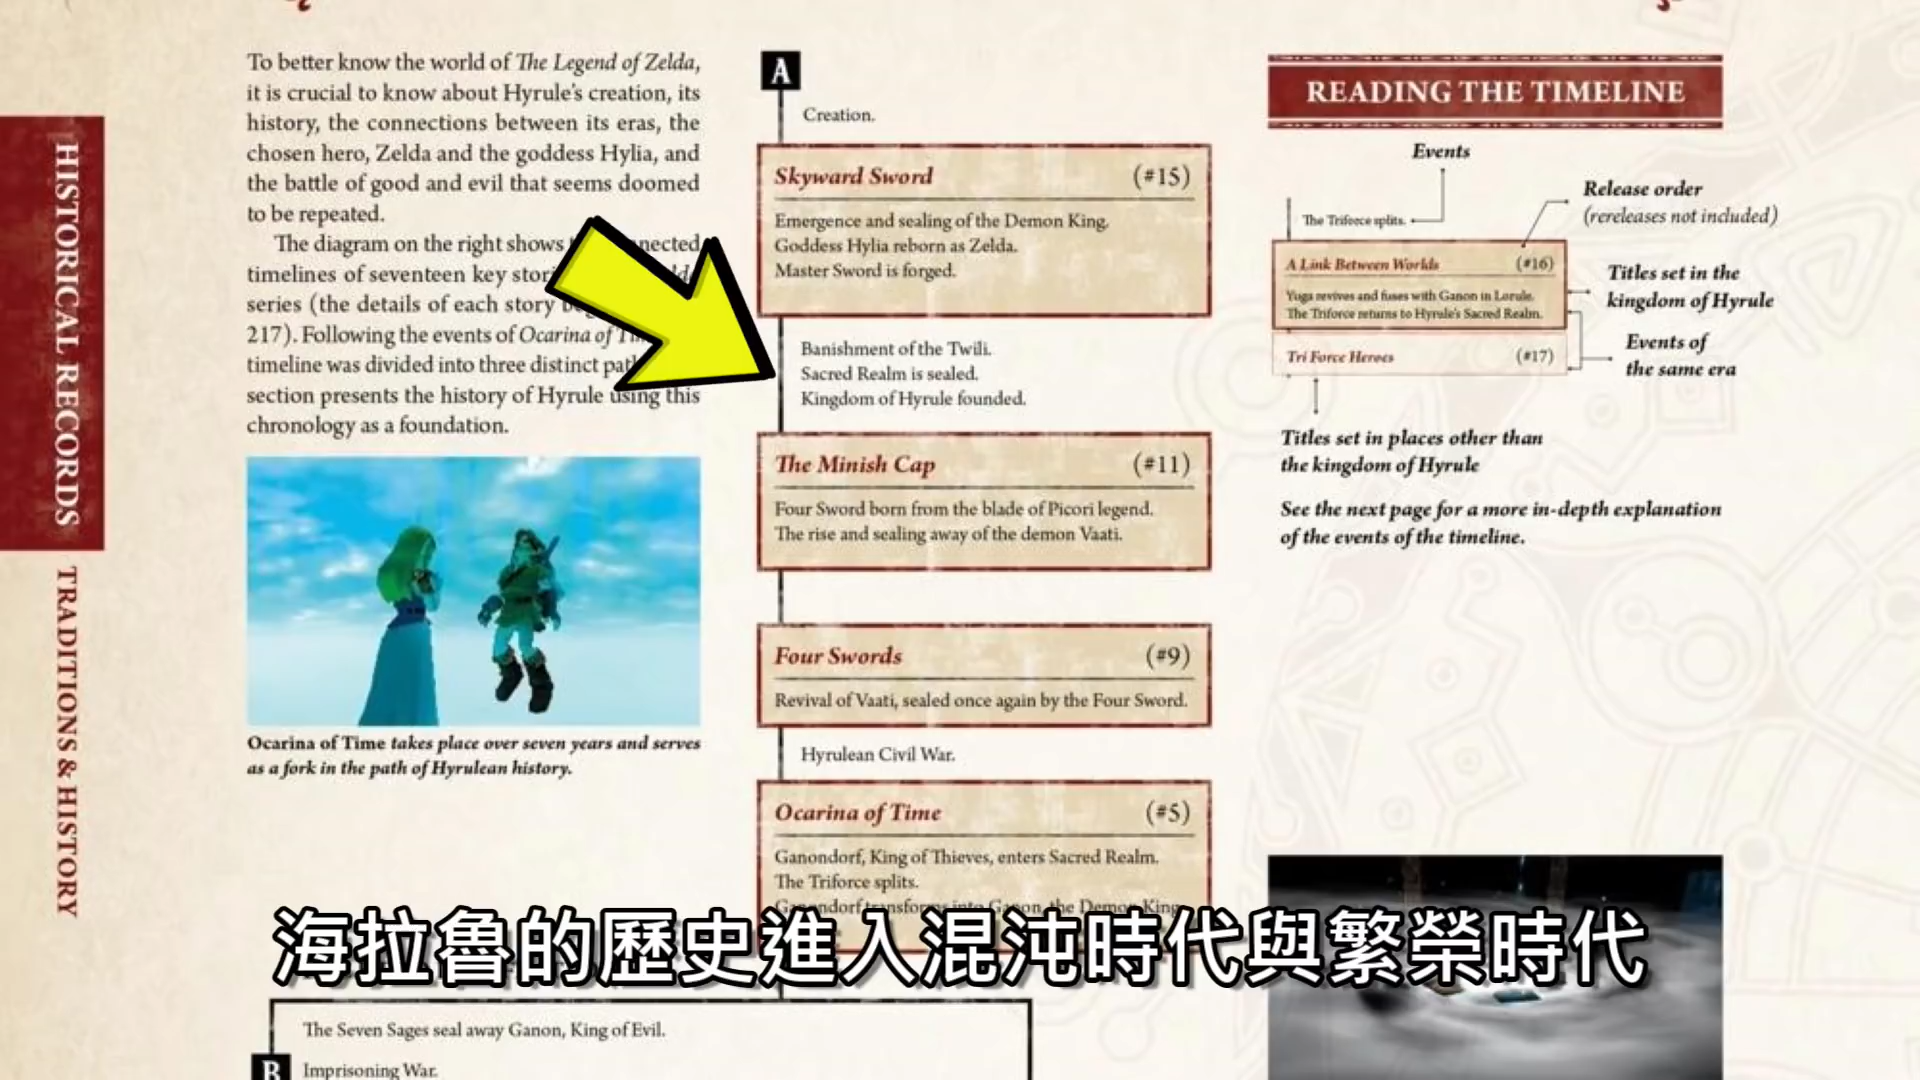 HISTORICAL RECORDS
TRADITIONS & HISTORY
To better know the world of The Legend of Zelda,
it is crucial to know about Hyrule's creation, its
history, the connections between its eras, the
chosen hero, Zelda and the goddess Hylia, and
the battle of good and evil that seems doomed
to be repeated.
The diagram on the right shows
timelines of seventeen key
series (the details of each story
217). Following the events of Ocarina of
timeline was divided into three distinct
section presents the history of Hyrule using this
chronology as a foundation.
Ocarina of Time takes place over seven years and serves
as a fork in the path of Hyrulean history.
A
Creation.
Skyward Sword (#15)
Emergence and sealing of the Demon King.
Goddess Hylia reborn as Zelda.
Master Sword is forged.
Banishment of the Twili.
Sacred Realm is sealed.
Kingdom of Hyrule founded.
The Minish Cap (#11)
Four Sword born from the blade of Picori legend.
The rise and sealing away of the demon Vaati.
Four Swords (#9)
Revival of Vaati, sealed once again by the Four Sword.
Hyrulean Civil War.
Ocarina of Time (#5)
Ganondorf, King of Thieves, enters Sacred Realm.
The Triforce splits.
Ganondorf transforms into Ganon, the Demon King
B
The Seven Sages seal away Ganon, King of Evil.
Imprisoning War.
READING THE TIMELINE
Events
The Triforce splits.
Release order
(rereleases not included)
A Link Between Worlds (#16)
Yuga revives and fuses with Ganon in Lorule.
The Triforce returns to Hyrule's Sacred Realm.
Titles set in the
kingdom of Hyrule
Tri Force Heroes (#17)
Events of
the same era
Titles set in places other than
the kingdom of Hyrule
See the next page for a more in-depth explanation
of the events of the timeline.
海拉魯的歷史進入混沌時代與繁榮時代